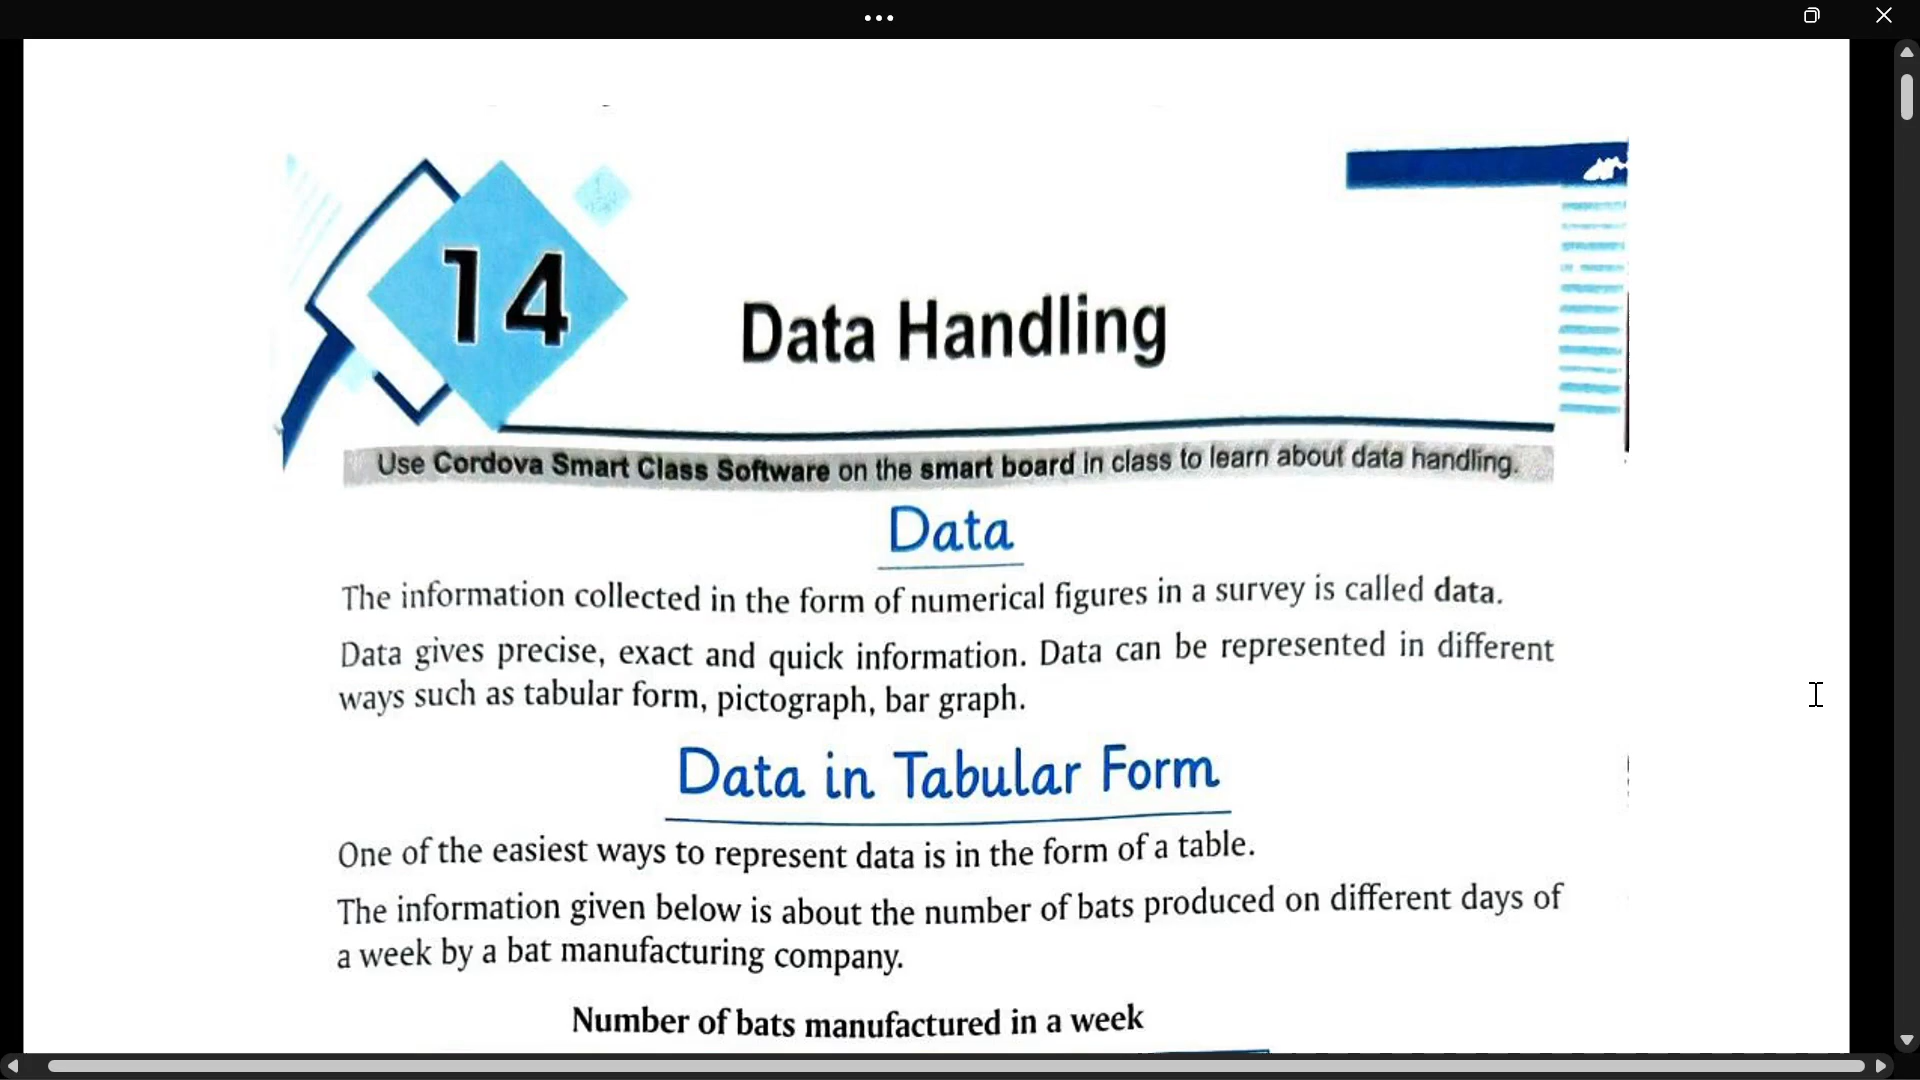 14
Data Handling
Use Cordova Smart Class Software on the smart board in class to learn about data handling.
Data
The information collected in the form of numerical figures in a survey is called data.
Data gives precise, exact and quick information. Data can be represented in different
ways such as tabular form, pictograph, bar graph.
Data in Tabular Form
One of the easiest ways to represent data is in the form of a table.
The information given below is about the number of bats produced on different days of
a week by a bat manufacturing company.
Number of bats manufactured in a week